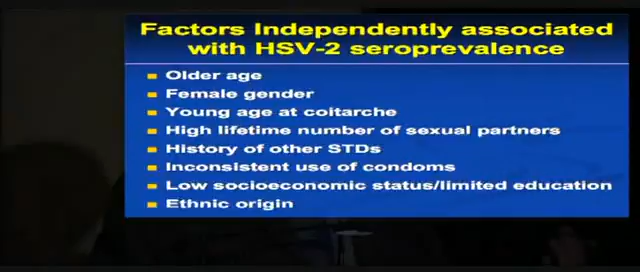 Factors Independently associated
with HSV-2 seroprevalence
Older age
Female gender
Young age at coitarche
High lifetime number of sexual partners
History of other STDs
Inconsistent use of condoms
Low socioeconomic status/limited education
Ethnic origin